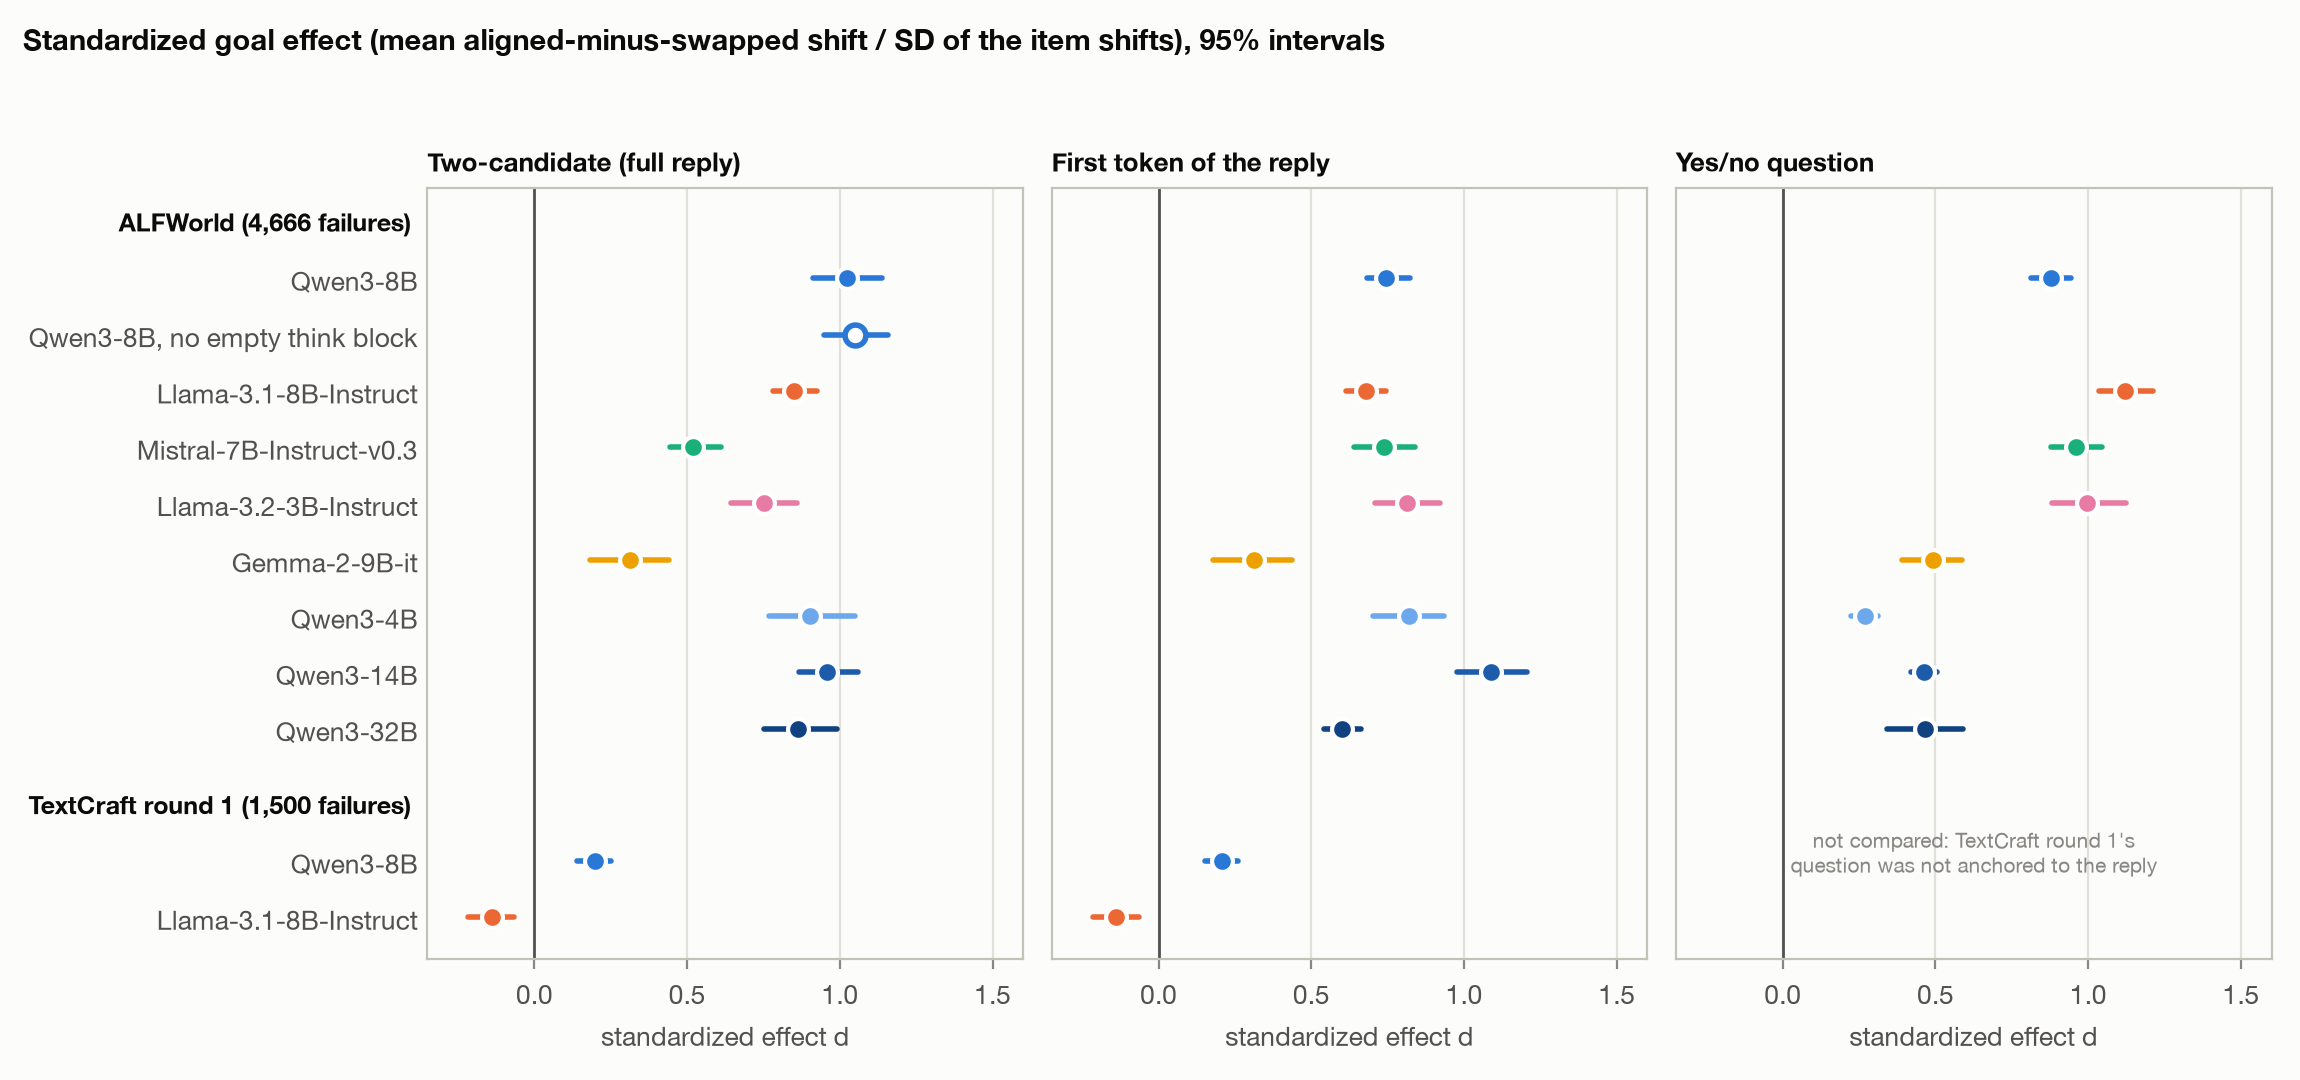 Standardized goal effect (mean aligned-minus-swapped shift / SD of the item shifts), 95% intervals
Two-candidate (full reply)
First token of the reply
Yes/no question
ALFWorld (4,666 failures)
Qwen3-8B
Qwen3-8B, no empty think block
Llama-3.1-8B-Instruct
Mistral-7B-Instruct-v0.3
Llama-3.2-3B-Instruct
Gemma-2-9B-it
Qwen3-4B
Qwen3-14B
Qwen3-32B
TextCraft round 1 (1,500 failures)
Qwen3-8B
Llama-3.1-8B-Instruct
not compared: TextCraft round 1's
question was not anchored to the reply
0.0 0.5 1.0 1.5
0.0 0.5 1.0 1.5
0.0 0.5 1.0 1.5
standardized effect d
standardized effect d
standardized effect d